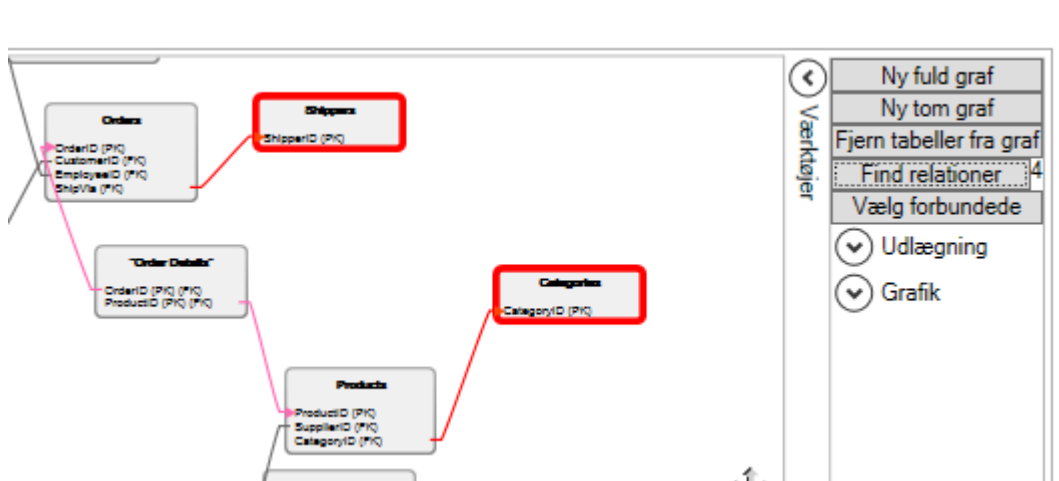 Orders
OrderID (PK)
CustomerID (FK)
EmployeeID (FK)
ShipVia (FK)
Shippers
ShipperID (PK)
"Order Details"
OrderID (PK) (FK)
ProductID (PK) (FK)
Categories
CategoryID (PK)
Products
ProductID (PK)
SupplierID (FK)
CategoryID (FK)
Værktøjer
Ny fuld graf
Ny tom graf
Fjern tabeller fra graf
Find relationer 4
Vælg forbundede
Udlægning
Grafik